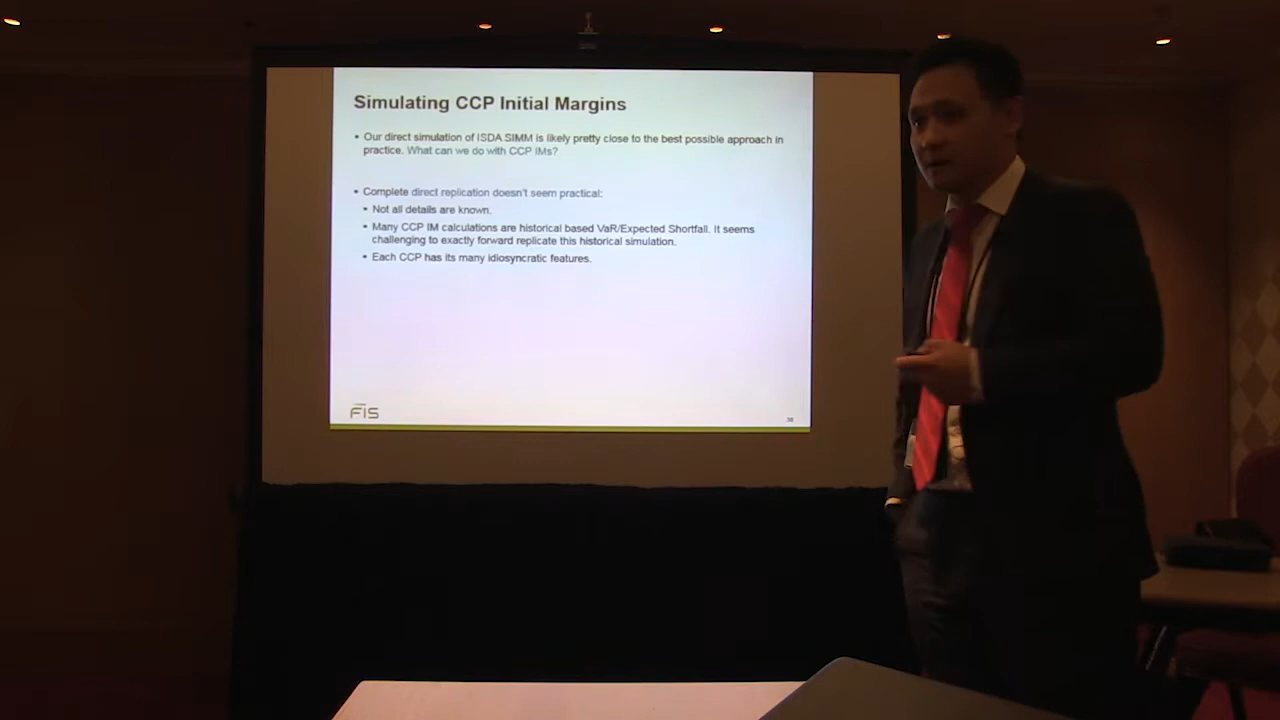 Simulating CCP Initial Margins
• Our direct simulation of ISDA SIMM is likely pretty close to the best possible approach in
practice. What can we do with CCP IMs?
• Complete direct replication doesn't seem practical:
• Not all details are known.
• Many CCP IM calculations are historical based VaR/Expected Shortfall. It seems
challenging to exactly forward replicate this historical simulation.
• Each CCP has its many idiosyncratic features.
FIS